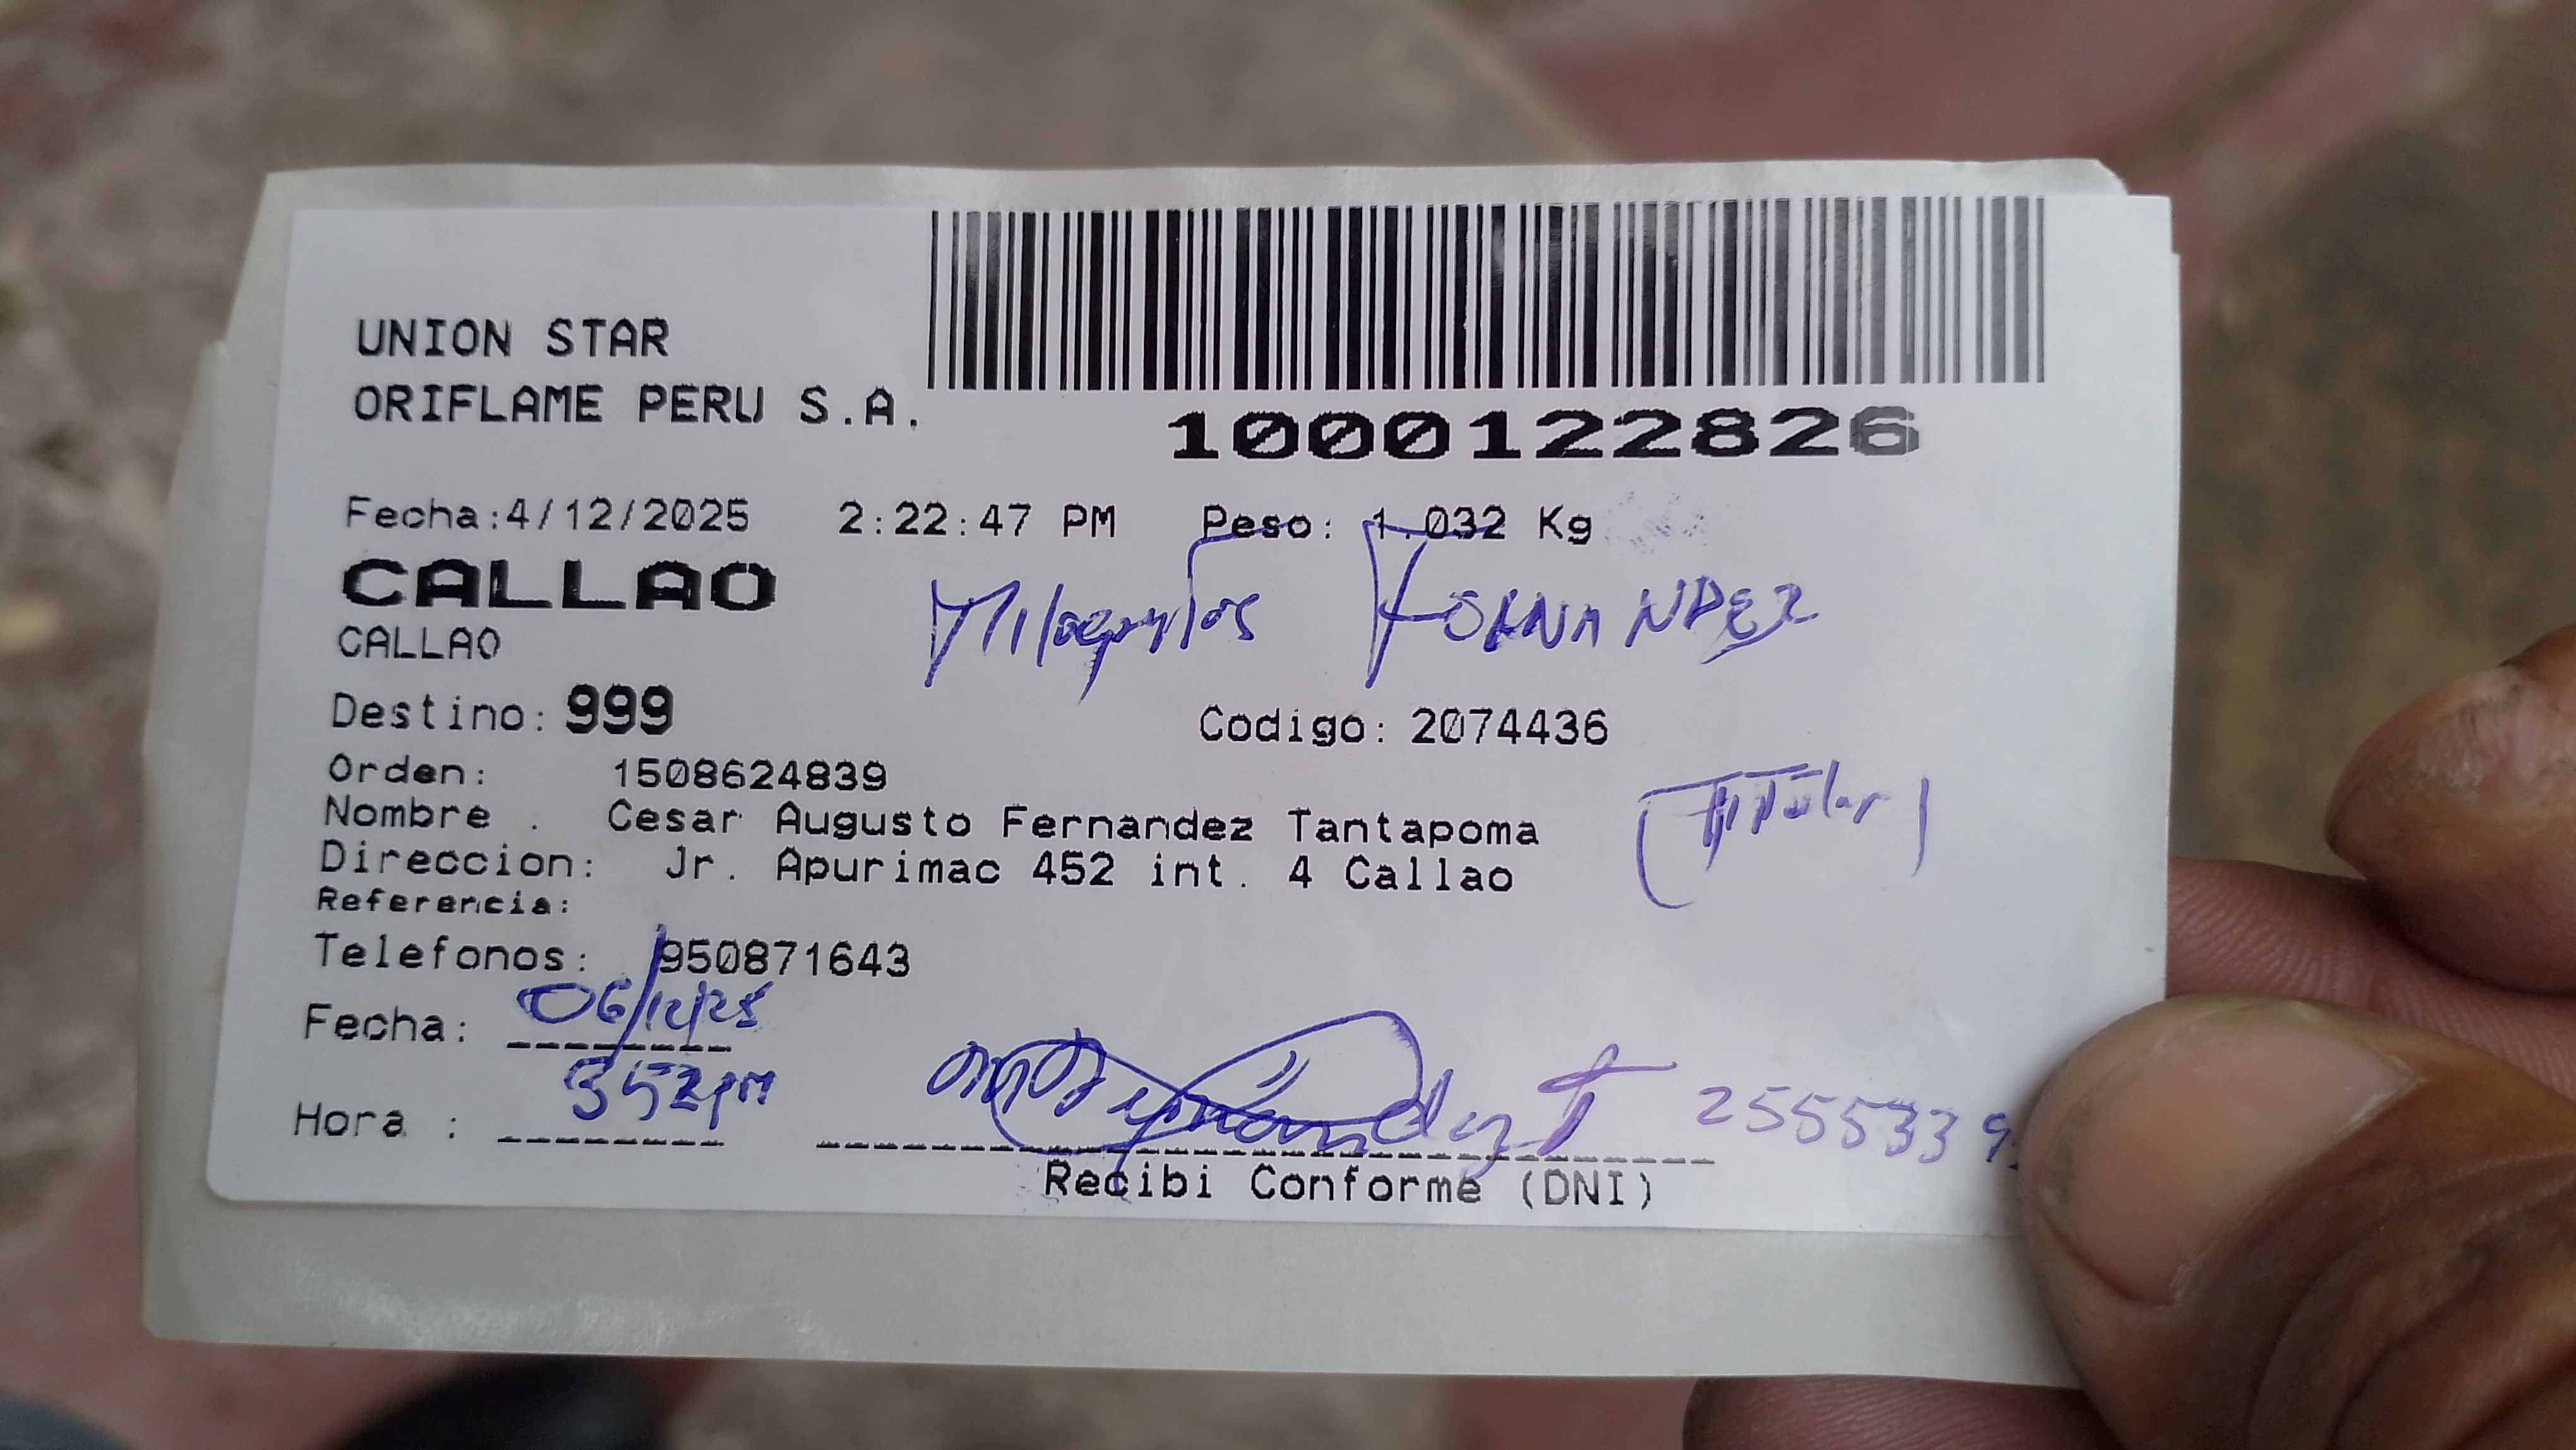 UNION STAR
ORIFLAME PERU S.A.
1000122826
Fecha:4/12/2025 2:22:47 PM Peso: 1.032 Kg
CALLAO
CALLAO
Milagritos
Destino: 999 Codigo: 2074436
Orden: 1508624839
Nombre . Cesar Augusto Fernandez Tantapoma
(Titular)
Direccion: Jr. Apurimac 452 int. 4 Callao
Referencia:
Telefonos: 950871643
Fecha: 06/12/25
Hora : 352pm
Fernandez T 2555339
Recibi Conforme (DNI)